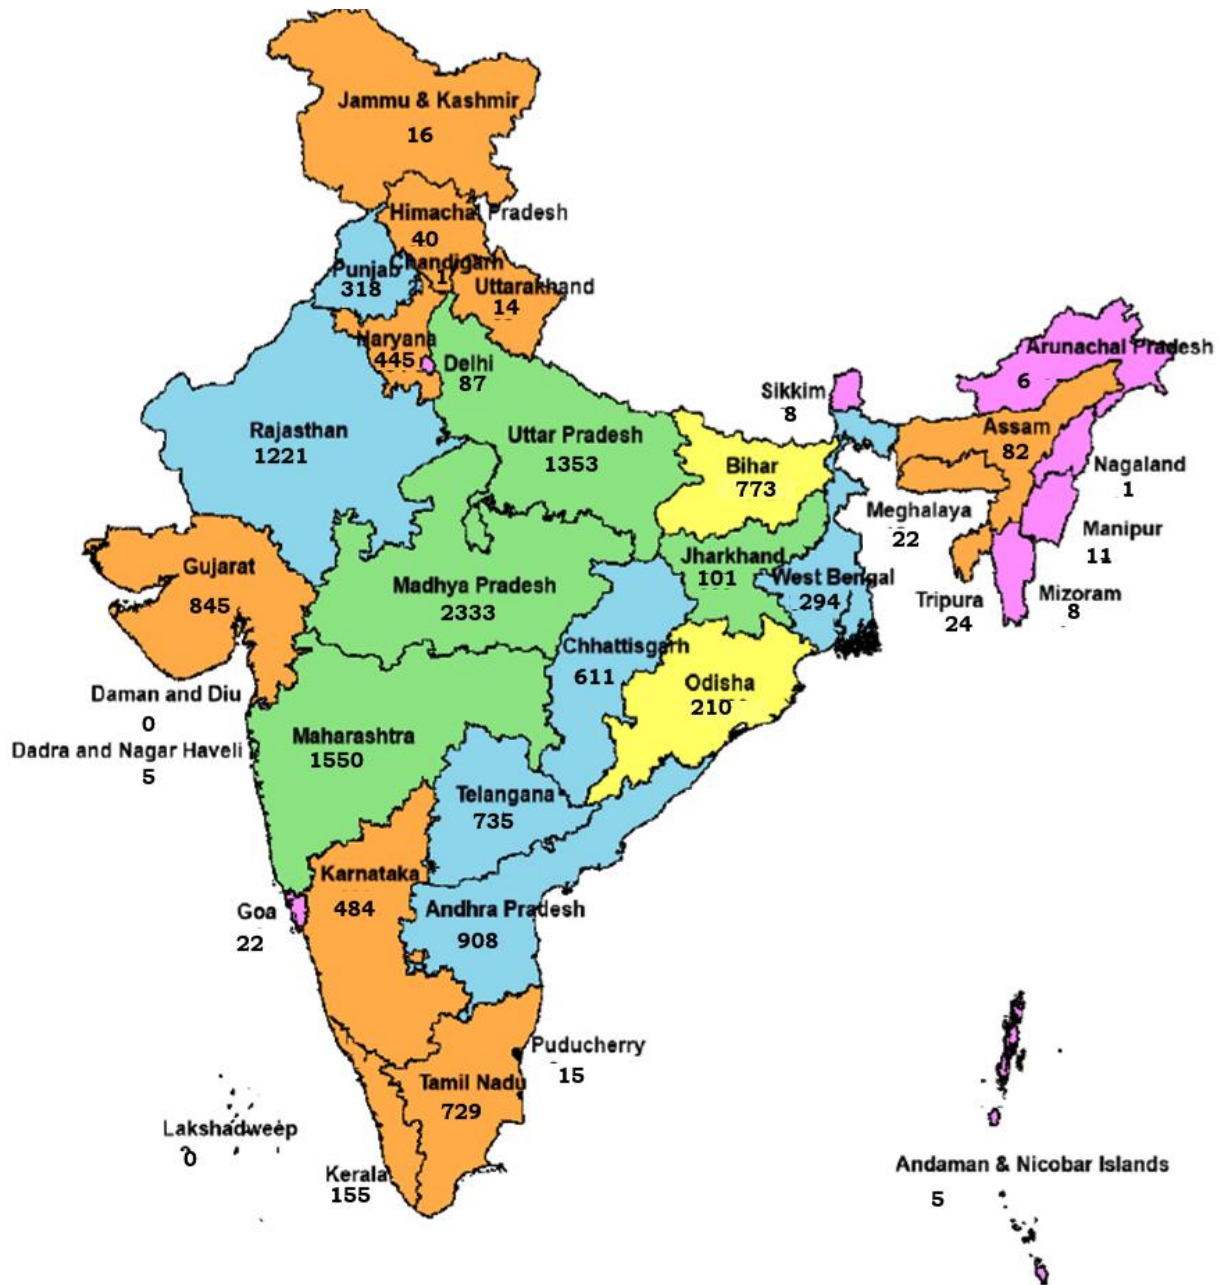 Jammu & Kashmir
16
Himachal Pradesh
40
Chandigarh
1
Punjab
318
Uttarakhand
14
Haryana
445
Delhi
87
Arunachal Pradesh
6
Sikkim
8
Rajasthan
1221
Uttar Pradesh
1353
Assam
82
Bihar
773
Nagaland
1
Meghalaya
22
Manipur
11
Gujarat
845
Madhya Pradesh
2333
Jharkhand
101
West Bengal
294
Tripura
24
Mizoram
8
Chhattisgarh
611
Odisha
210
Daman and Diu
0
Dadra and Nagar Haveli
5
Maharashtra
1550
Telangana
735
Karnataka
484
Goa
22
Andhra Pradesh
908
Puducherry
15
Tamil Nadu
729
Lakshadweep
0
Kerala
155
Andaman & Nicobar Islands
5